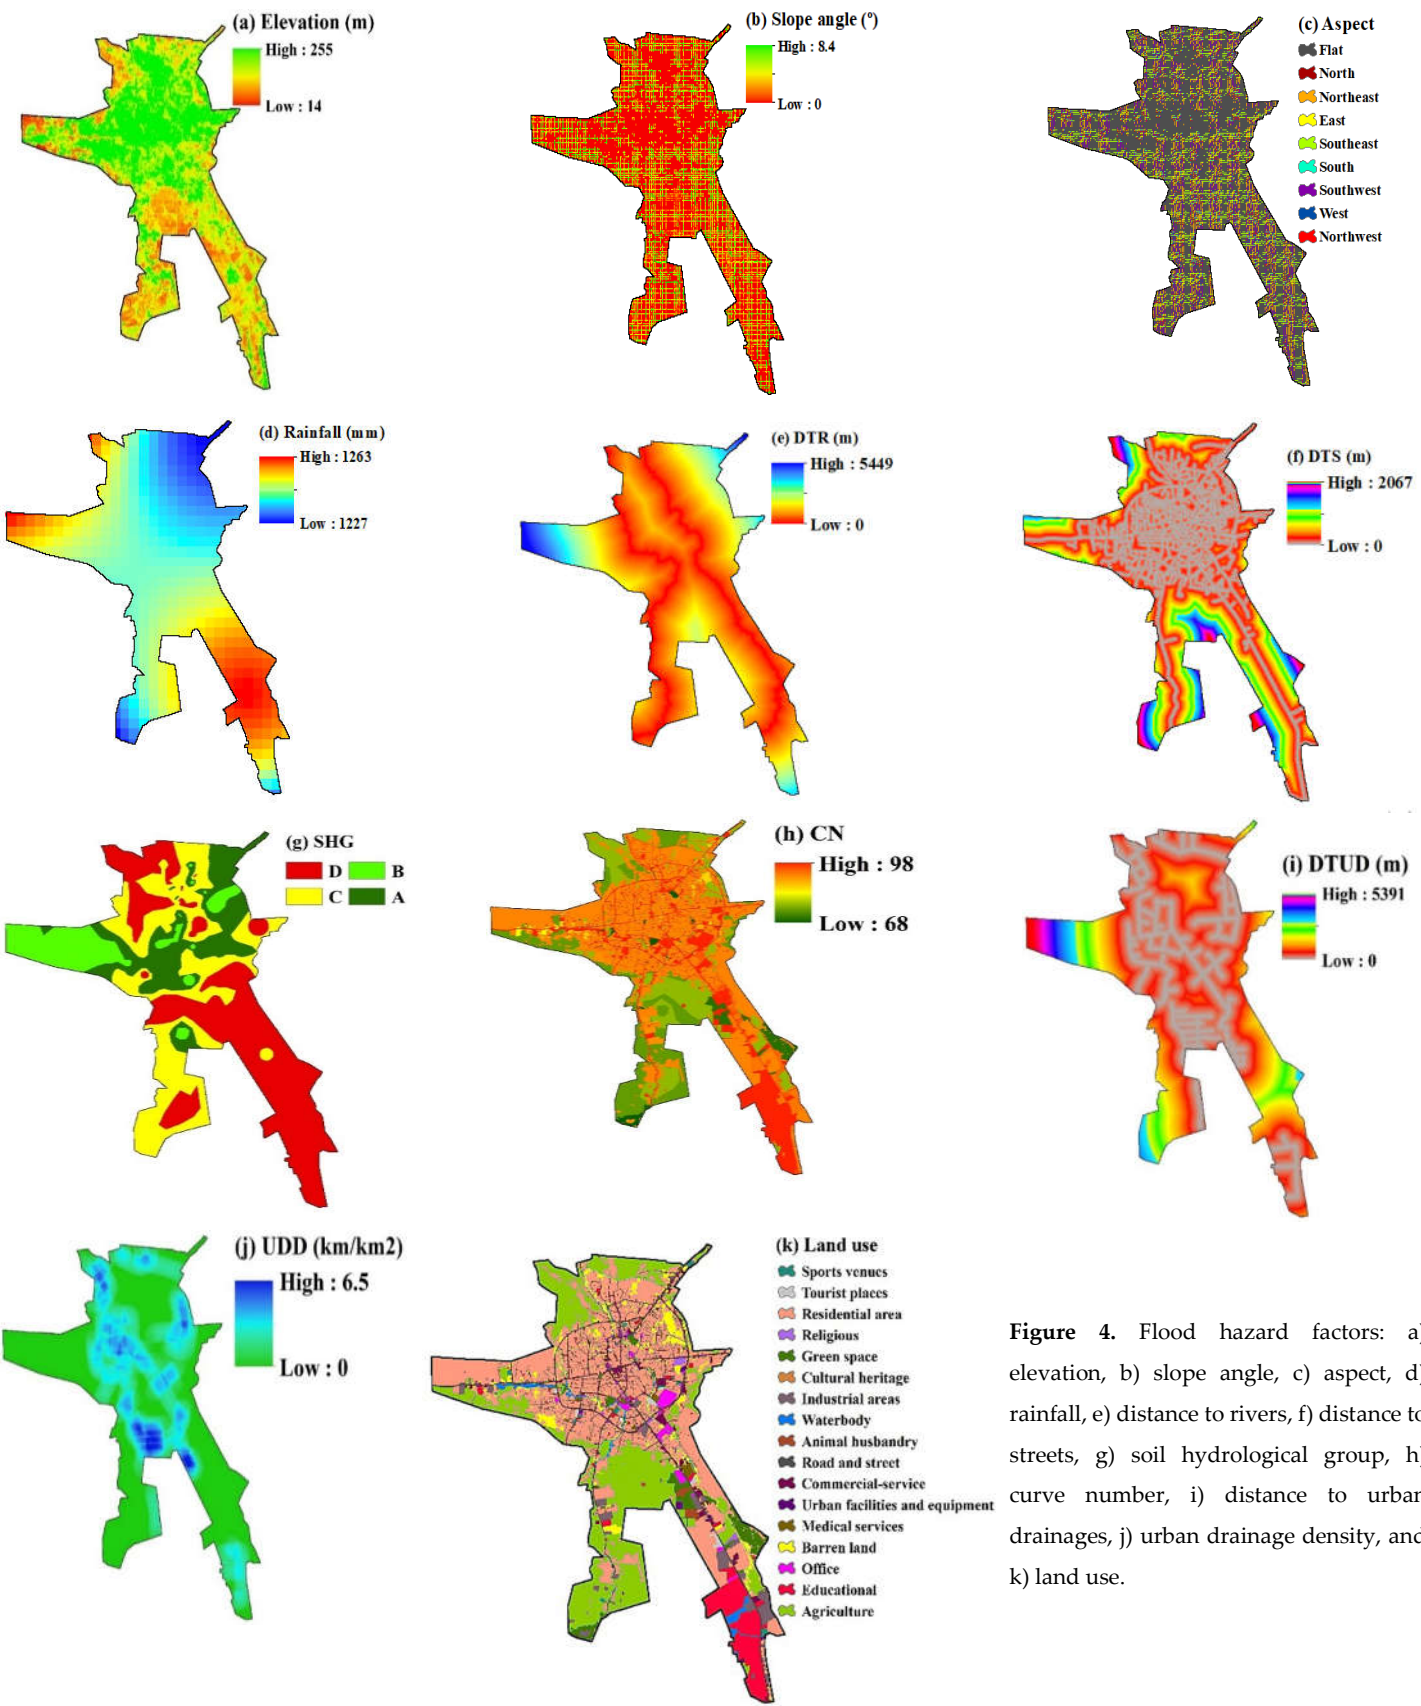 (a) Elevation (m)
High : 255
Low : 14
(b) Slope angle (°)
High : 8.4
Low : 0
(c) Aspect
Flat
North
Northeast
East
Southeast
South
Southwest
West
Northwest
(d) Rainfall (mm)
High : 1263
Low : 1227
(e) DTR (m)
High : 5449
Low : 0
(f) DTS (m)
High : 2067
Low : 0
(g) SHG
D B
C A
(h) CN
High : 98
Low : 68
(i) DTUD (m)
High : 5391
Low : 0
(j) UDD (km/km2)
High : 6.5
Low : 0
(k) Land use
Sports venues
Tourist places
Residential area
Religious
Green space
Cultural heritage
Industrial areas
Waterbody
Animal husbandry
Road and street
Commercial-service
Urban facilities and equipment
Medical services
Barren land
Office
Educational
Agriculture
Figure 4. Flood hazard factors: a)
elevation, b) slope angle, c) aspect, d)
rainfall, e) distance to rivers, f) distance to
streets, g) soil hydrological group, h)
curve number, i) distance to urban
drainages, j) urban drainage density, and
k) land use.